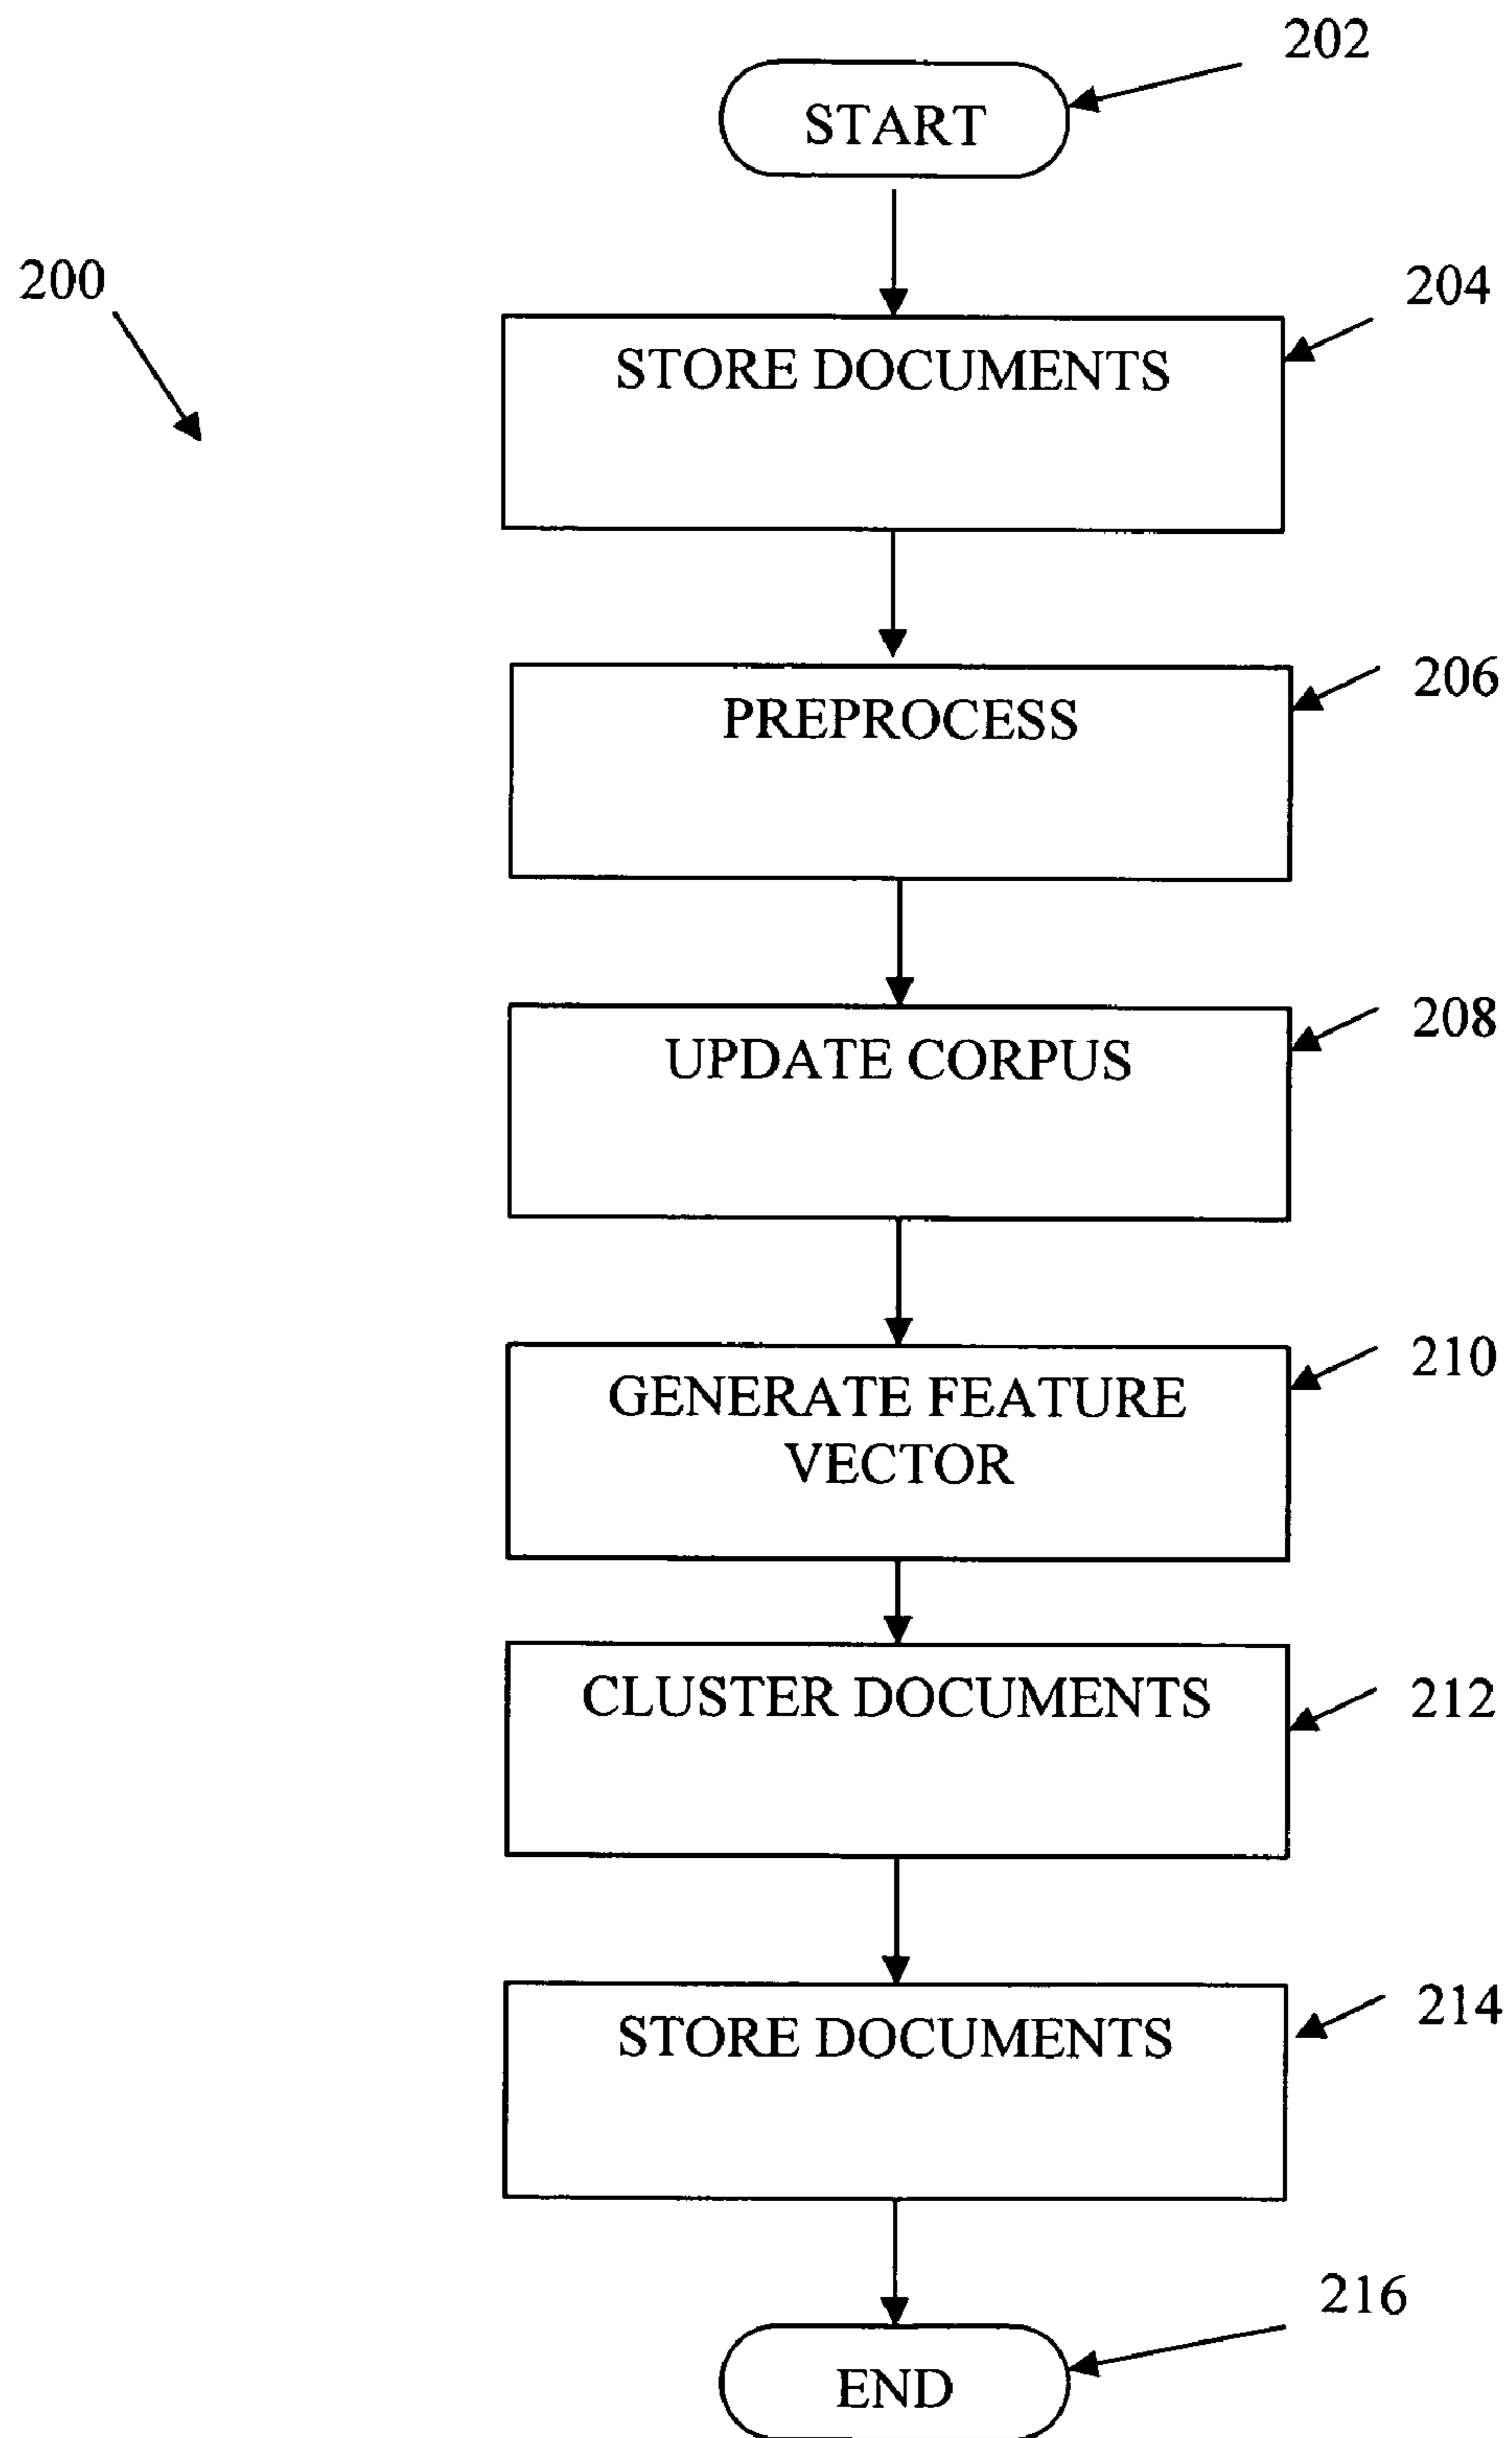 202
START
200
204
STORE DOCUMENTS
206
PREPROCESS
208
UPDATE CORPUS
210
GENERATE FEATURE
VECTOR
212
CLUSTER DOCUMENTS
214
STORE DOCUMENTS
216
END